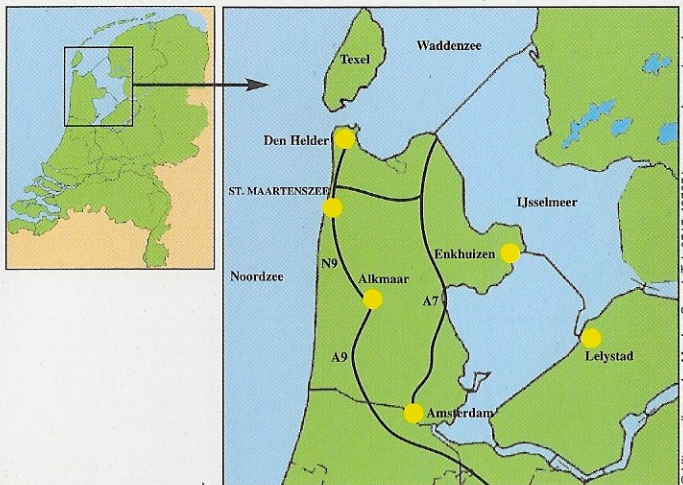 Texel
Waddenzee
Den Helder
ST. MAARTENSZEE
IJsselmeer
Enkhuizen
Noordzee
N9
Alkmaar
A7
A9
Lelystad
Amsterdam